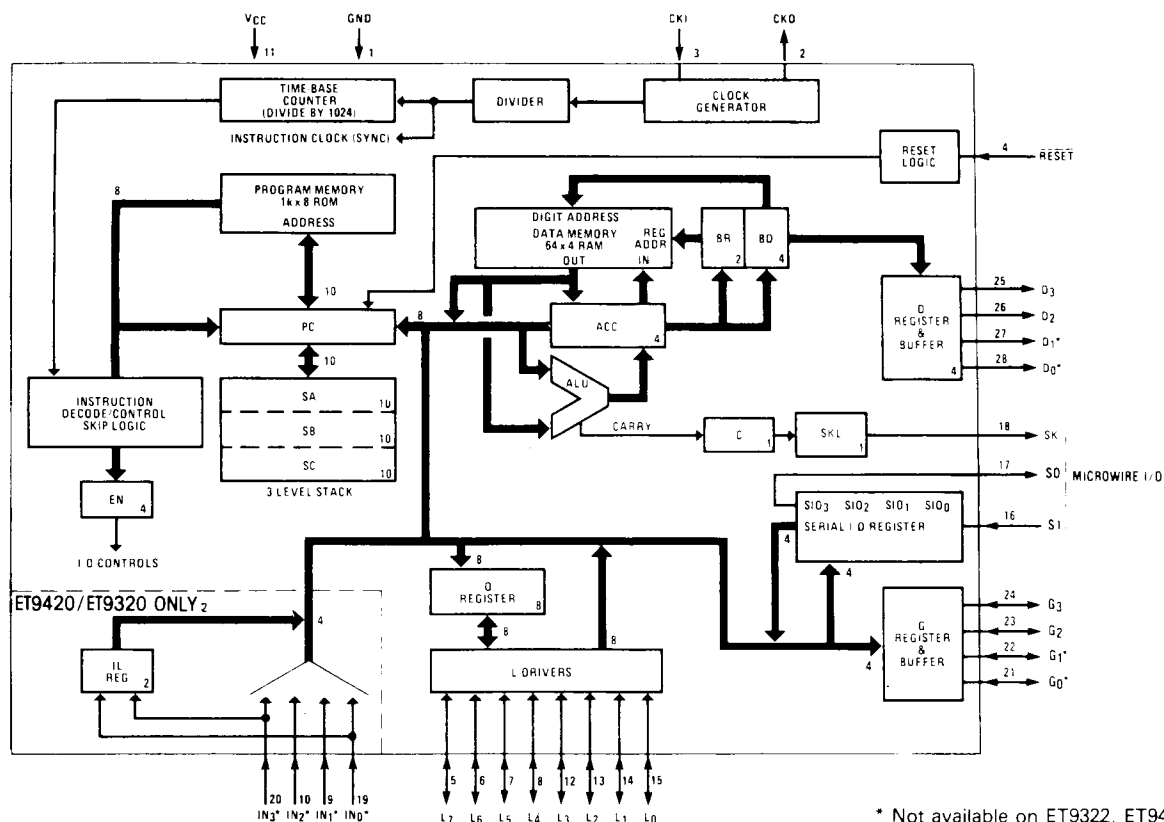 VCC
GND
CKI
CKO
11
1
3
2
TIME-BASE
COUNTER
(DIVIDE BY 1024)
DIVIDER
CLOCK
GENERATOR
INSTRUCTION CLOCK (SYNC)
RESET
LOGIC
4
RESET
8
PROGRAM MEMORY
1k x 8 ROM
ADDRESS
DIGIT ADDRESS
DATA MEMORY
64 x 4 RAM
OUT
REG
ADDR
IN
BR
2
BD
4
10
PC
8
ACC
4
D
REGISTER
&
BUFFER
4
25 D3
26 D2
27 D1*
28 D0*
10
INSTRUCTION
DECODE/CONTROL
SKIP LOGIC
SA
10
SB
10
SC
10
3 LEVEL STACK
ALU
CARRY
C
1
SKL
1
18 SK
17 SO
MICROWIRE I/O
16 SI
EN
4
I O CONTROLS
SIO3 SIO2 SIO1 SIO0
SERIAL I O REGISTER
4
4
8
Q
REGISTER
8
8
8
L DRIVERS
ET9420/ET9320 ONLY 2
4
IL
REG
2
4
G
REGISTER
&
BUFFER
24 G3
23 G2
22 G1*
21 G0*
20 10 9 19
IN3* IN2* IN1* IN0*
5 6 7 8 12 13 14 15
L7 L6 L5 L4 L3 L2 L1 L0
* Not available on ET9322, ET94